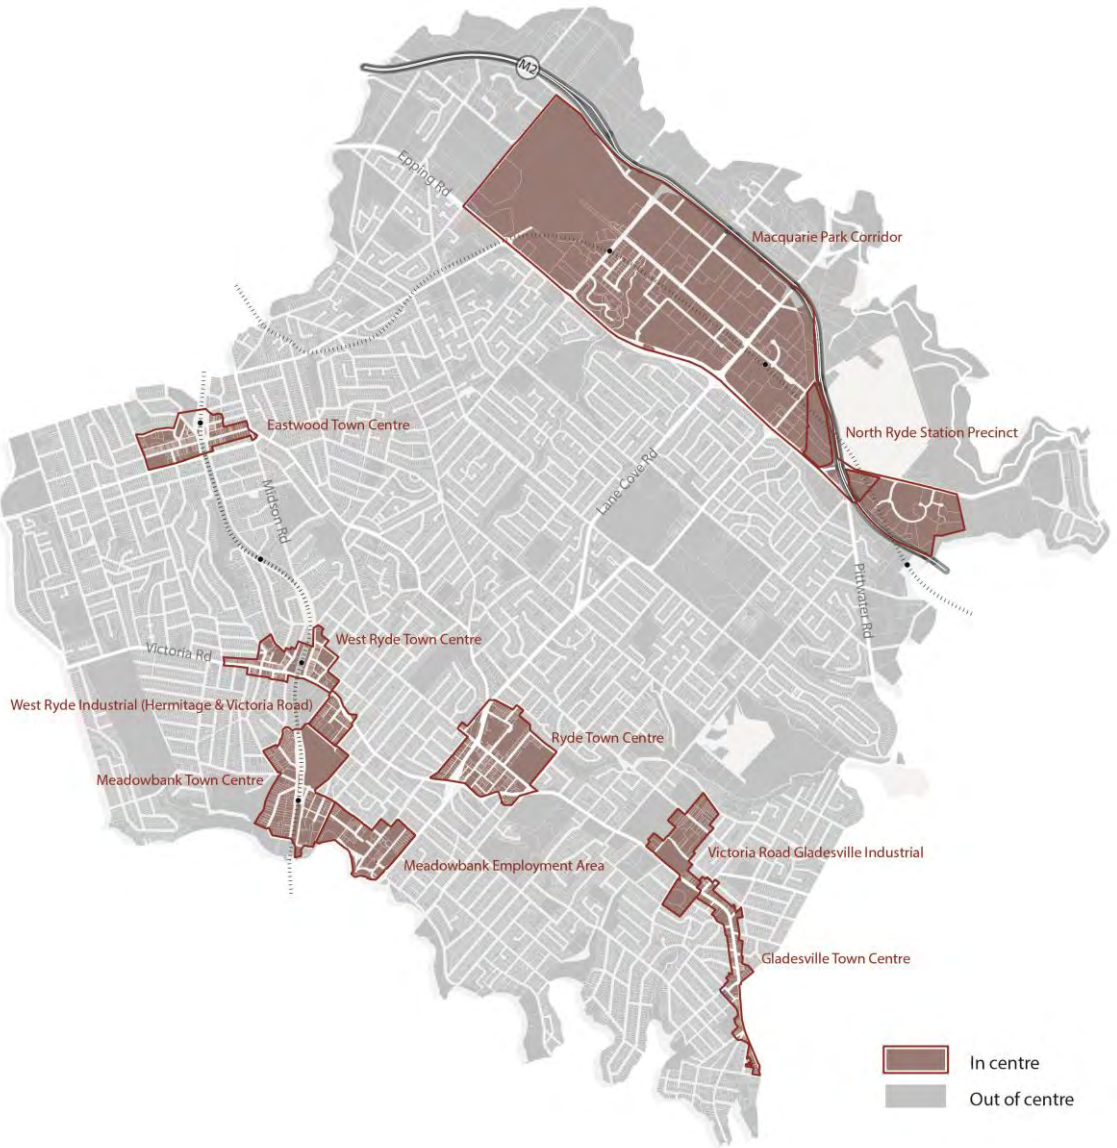 M2
Epping Rd
Macquarie Park Corridor
Eastwood Town Centre
North Ryde Station Precinct
Lane Cove Rd
Midson Rd
Pittwater Rd
West Ryde Town Centre
Victoria Rd
West Ryde Industrial (Hermitage & Victoria Road)
Ryde Town Centre
Meadowbank Town Centre
Victoria Road Gladesville Industrial
Meadowbank Employment Area
Gladesville Town Centre
In centre
Out of centre